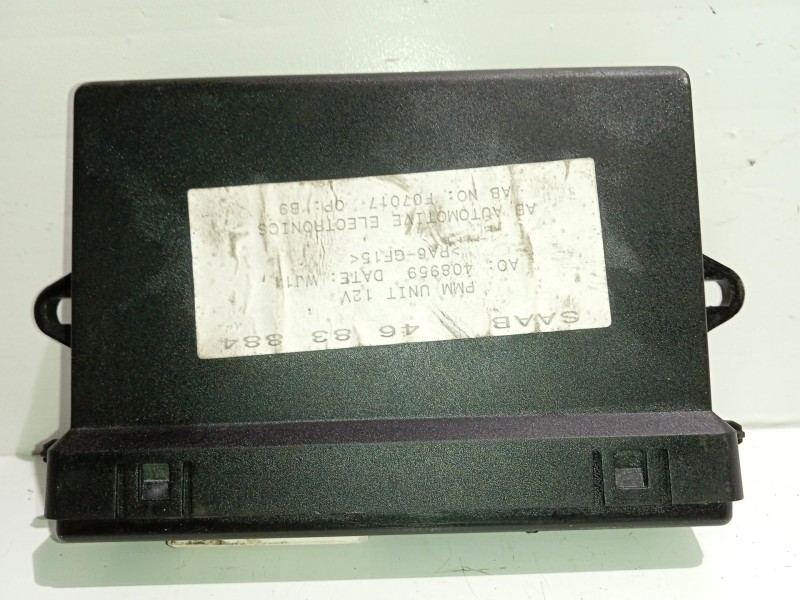 SAAB 46 83 884
PMM UNIT 12V
AO: 408959 DATE: WJ11
>PA6-GF15<
AB AUTOMOTIVE ELECTRONICS
AB NO: F07017 OP: B9